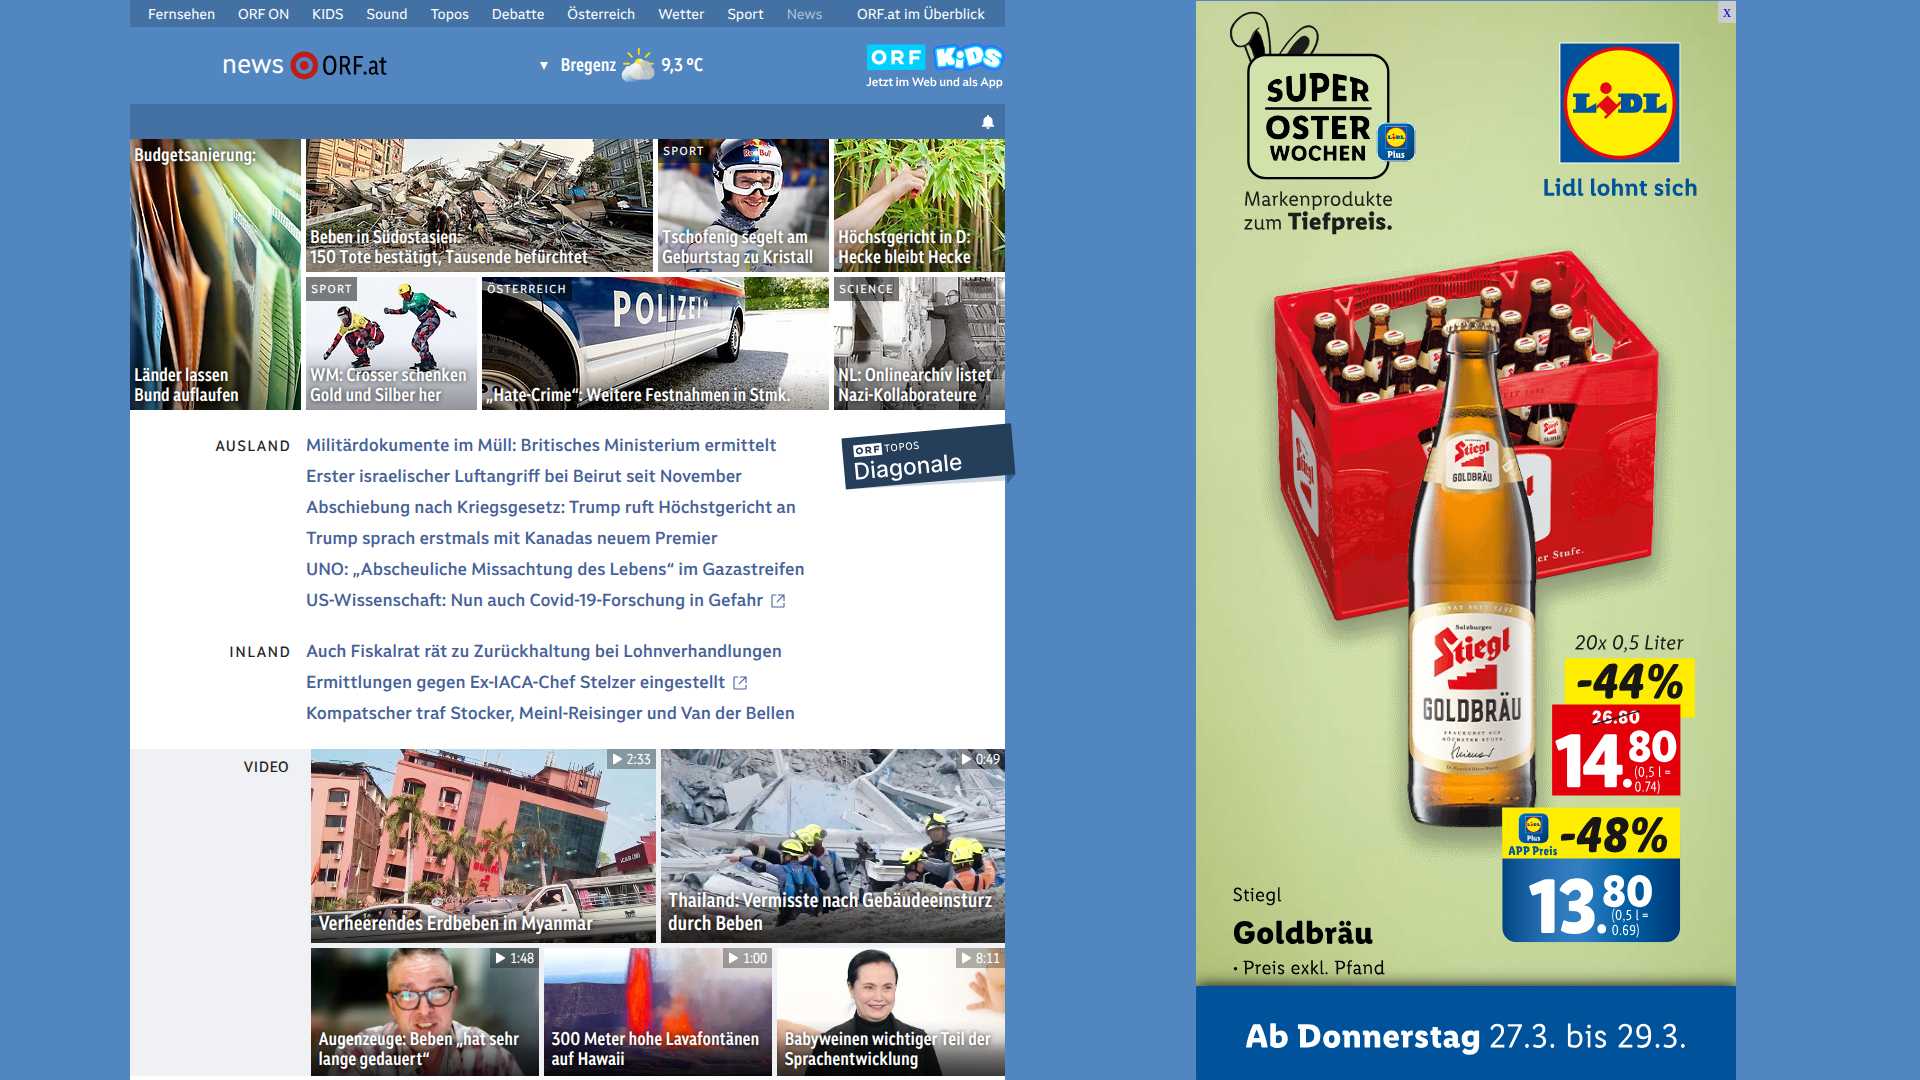 Fernsehen ORF ON KIDS Sound Topos Debatte Österreich Wetter Sport News ORF.at im Überblick
news ORF.at
▼ Bregenz 9,3 °C
ORF KiDS
Jetzt im Web und als App
Budgetsanierung:
Länder lassen
Bund auflaufen
Beben in Südostasien:
150 Tote bestätigt, Tausende befürchtet
SPORT
Red Bull
Tschofenig segelt am
Geburtstag zu Kristall
Höchstgericht in D:
Hecke bleibt Hecke
SPORT
WM: Crosser schenken
Gold und Silber her
ÖSTERREICH
POLIZEI
„Hate-Crime“: Weitere Festnahmen in Stmk.
SCIENCE
NL: Onlinearchiv listet
Nazi-Kollaborateure
AUSLAND
Militärdokumente im Müll: Britisches Ministerium ermittelt
Erster israelischer Luftangriff bei Beirut seit November
Abschiebung nach Kriegsgesetz: Trump ruft Höchstgericht an
Trump sprach erstmals mit Kanadas neuem Premier
UNO: „Abscheuliche Missachtung des Lebens“ im Gazastreifen
US-Wissenschaft: Nun auch Covid-19-Forschung in Gefahr
ORF TOPOS
Diagonale
INLAND
Auch Fiskalrat rät zu Zurückhaltung bei Lohnverhandlungen
Ermittlungen gegen Ex-IACA-Chef Stelzer eingestellt
Kompatscher traf Stocker, Meinl-Reisinger und Van der Bellen
VIDEO
2:33
Verheerendes Erdbeben in Myanmar
0:49
Thailand: Vermisste nach Gebäudeeinsturz
durch Beben
1:48
Augenzeuge: Beben „hat sehr
lange gedauert“
1:00
300 Meter hohe Lavafontänen
auf Hawaii
8:11
Babyweinen wichtiger Teil der
Sprachentwicklung
x
SUPER
OSTER
WOCHEN
LIDL
Plus
Markenprodukte
zum Tiefpreis.
LIDL
Lidl lohnt sich
er Stufe.
Stiegl
GOLDBRÄU
Salzburger
Stiegl
GOLDBRÄU
BRAUKUNST AUF
HÖCHSTER STUFE.
20x 0,5 Liter
-44%
26.80
14.80
(0,5 l =
0.74)
LIDL
Plus
APP Preis
-48%
13.80
(0,5 l =
0.69)
Stiegl
Goldbräu
• Preis exkl. Pfand
Ab Donnerstag 27.3. bis 29.3.